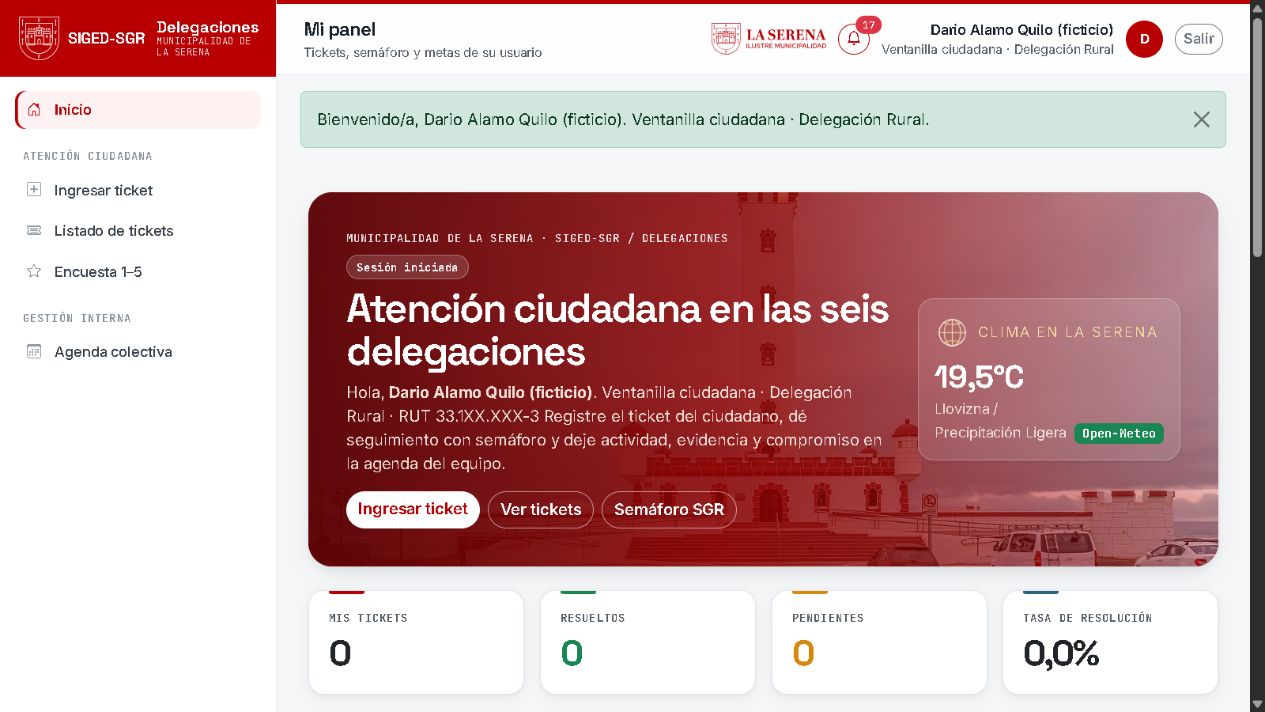 SIGED-SGR
Delegaciones
MUNICIPALIDAD DE
LA SERENA
Inicio
ATENCIÓN CIUDADANA
Ingresar ticket
Listado de tickets
Encuesta 1–5
GESTIÓN INTERNA
Agenda colectiva
Mi panel
Tickets, semáforo y metas de su usuario
LA SERENA
ILUSTRE MUNICIPALIDAD
17
Dario Alamo Quilo (ficticio)
Ventanilla ciudadana · Delegación Rural
D
Salir
Bienvenido/a, Dario Alamo Quilo (ficticio). Ventanilla ciudadana · Delegación Rural.
MUNICIPALIDAD DE LA SERENA · SIGED-SGR / DELEGACIONES
Sesión iniciada
Atención ciudadana en las seis
delegaciones
Hola, Dario Alamo Quilo (ficticio). Ventanilla ciudadana · Delegación
Rural · RUT 33.1XX.XXX-3 Registre el ticket del ciudadano, dé
seguimiento con semáforo y deje actividad, evidencia y compromiso en
la agenda del equipo.
Ingresar ticket
Ver tickets
Semáforo SGR
CLIMA EN LA SERENA
19,5°C
Llovizna /
Precipitación Ligera
Open-Meteo
MIS TICKETS
0
RESUELTOS
0
PENDIENTES
0
TASA DE RESOLUCIÓN
0,0%